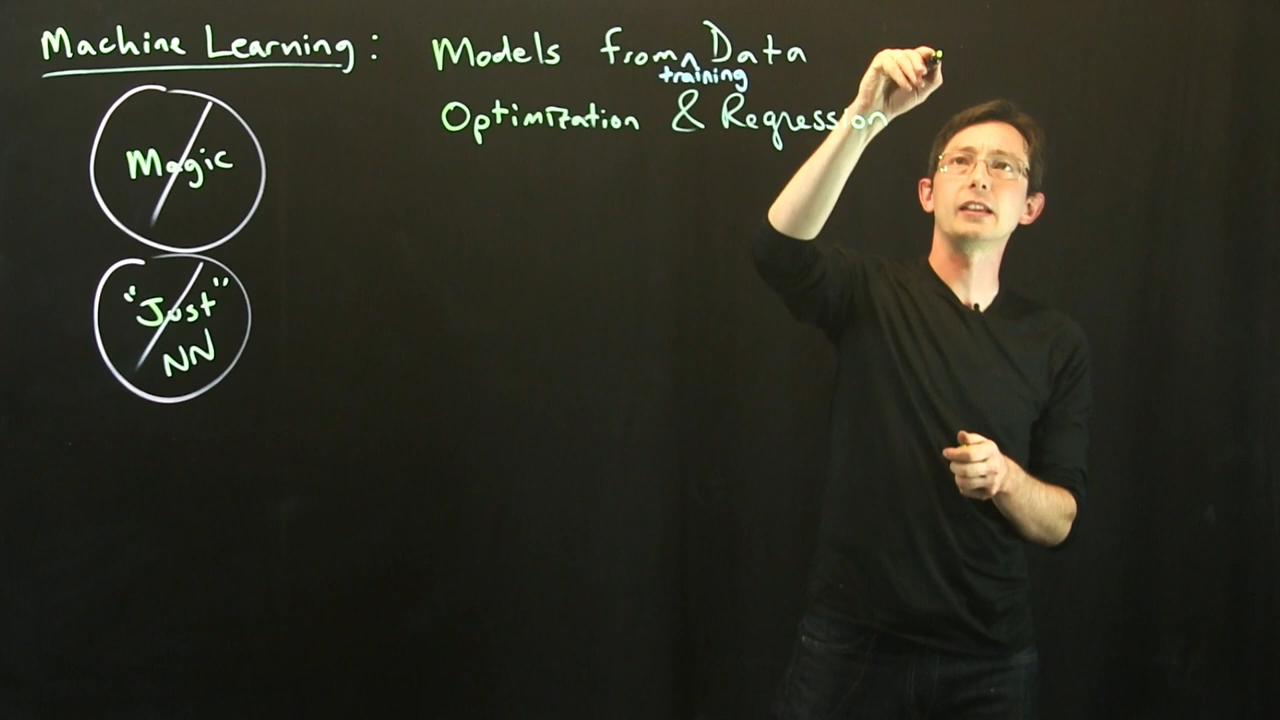 Machine Learning: Models from Data
training
Optimization & Regression
Magic
"Just"
NN